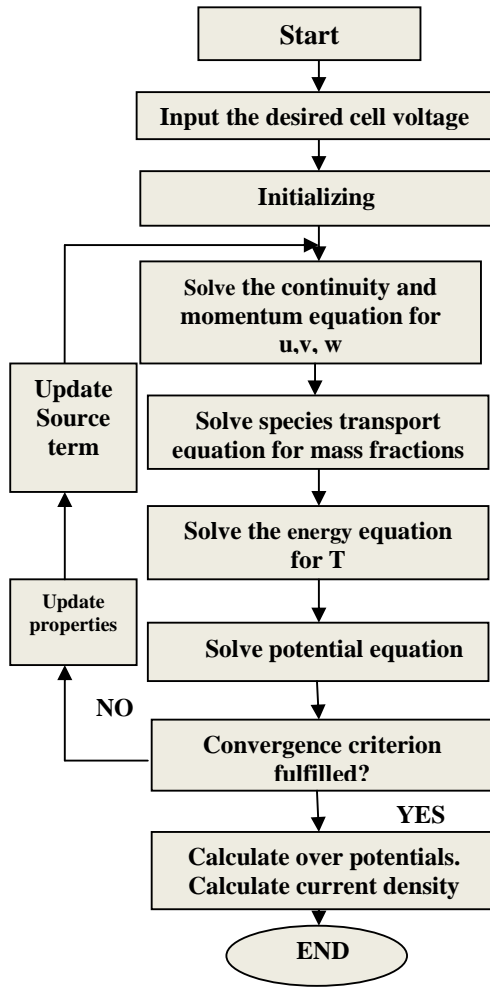 Start
Input the desired cell voltage
Initializing
Solve the continuity and
momentum equation for
u,v, w
Update
Source
term
Solve species transport
equation for mass fractions
Solve the energy equation
for T
Update
properties
Solve potential equation
NO
Convergence criterion
fulfilled?
YES
Calculate over potentials.
Calculate current density
END